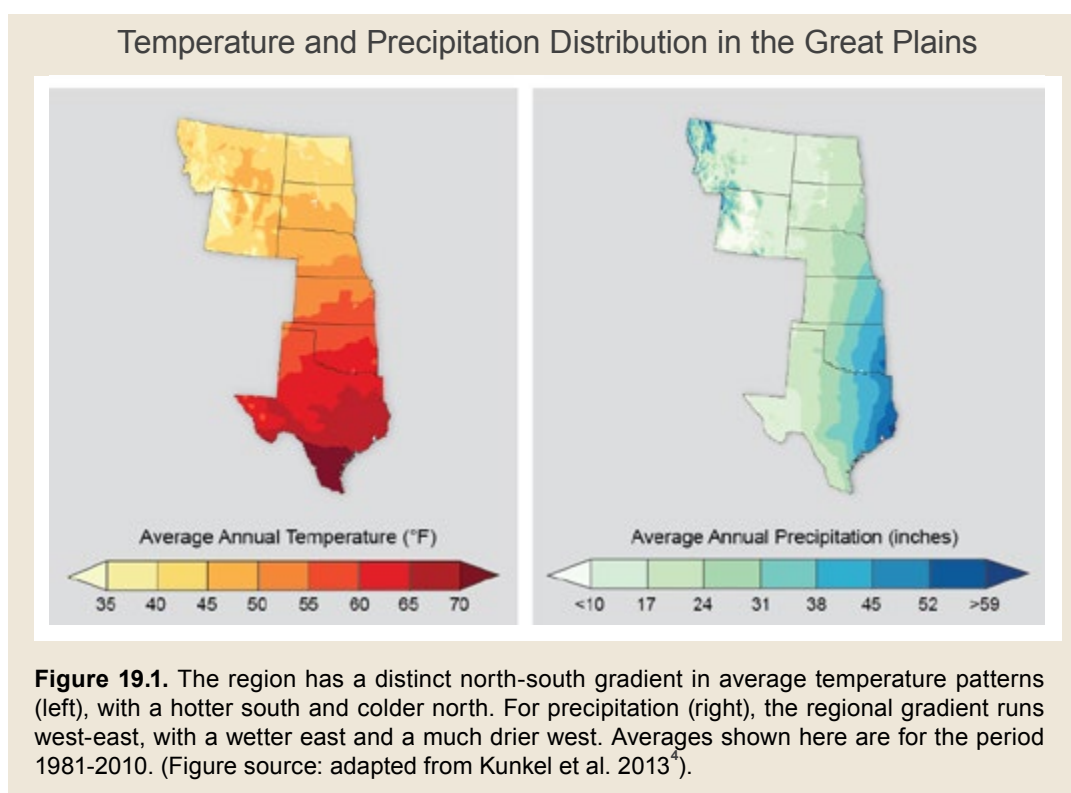 Temperature and Precipitation Distribution in the Great Plains
Average Annual Temperature (°F)
35 40 45 50 55 60 65 70
Average Annual Precipitation (inches)
<10 17 24 31 38 45 52 >59
Figure 19.1. The region has a distinct north-south gradient in average temperature patterns
(left), with a hotter south and colder north. For precipitation (right), the regional gradient runs
west-east, with a wetter east and a much drier west. Averages shown here are for the period
1981-2010. (Figure source: adapted from Kunkel et al. 2013⁴).